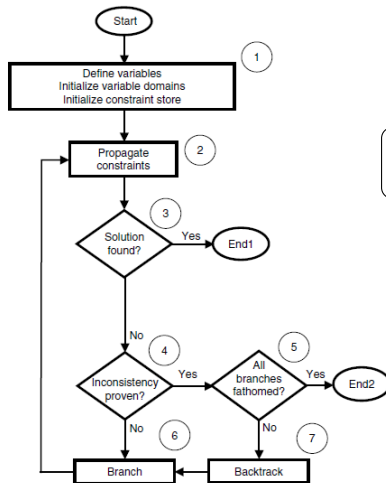 Start
1
Define variables
Initialize variable domains
Initialize constraint store
2
Propagate
constraints
3
Solution
found?
Yes
End1
No
4
Inconsistency
proven?
Yes
5
All
branches
fathomed?
Yes
End2
No
6
No
7
Branch
Backtrack